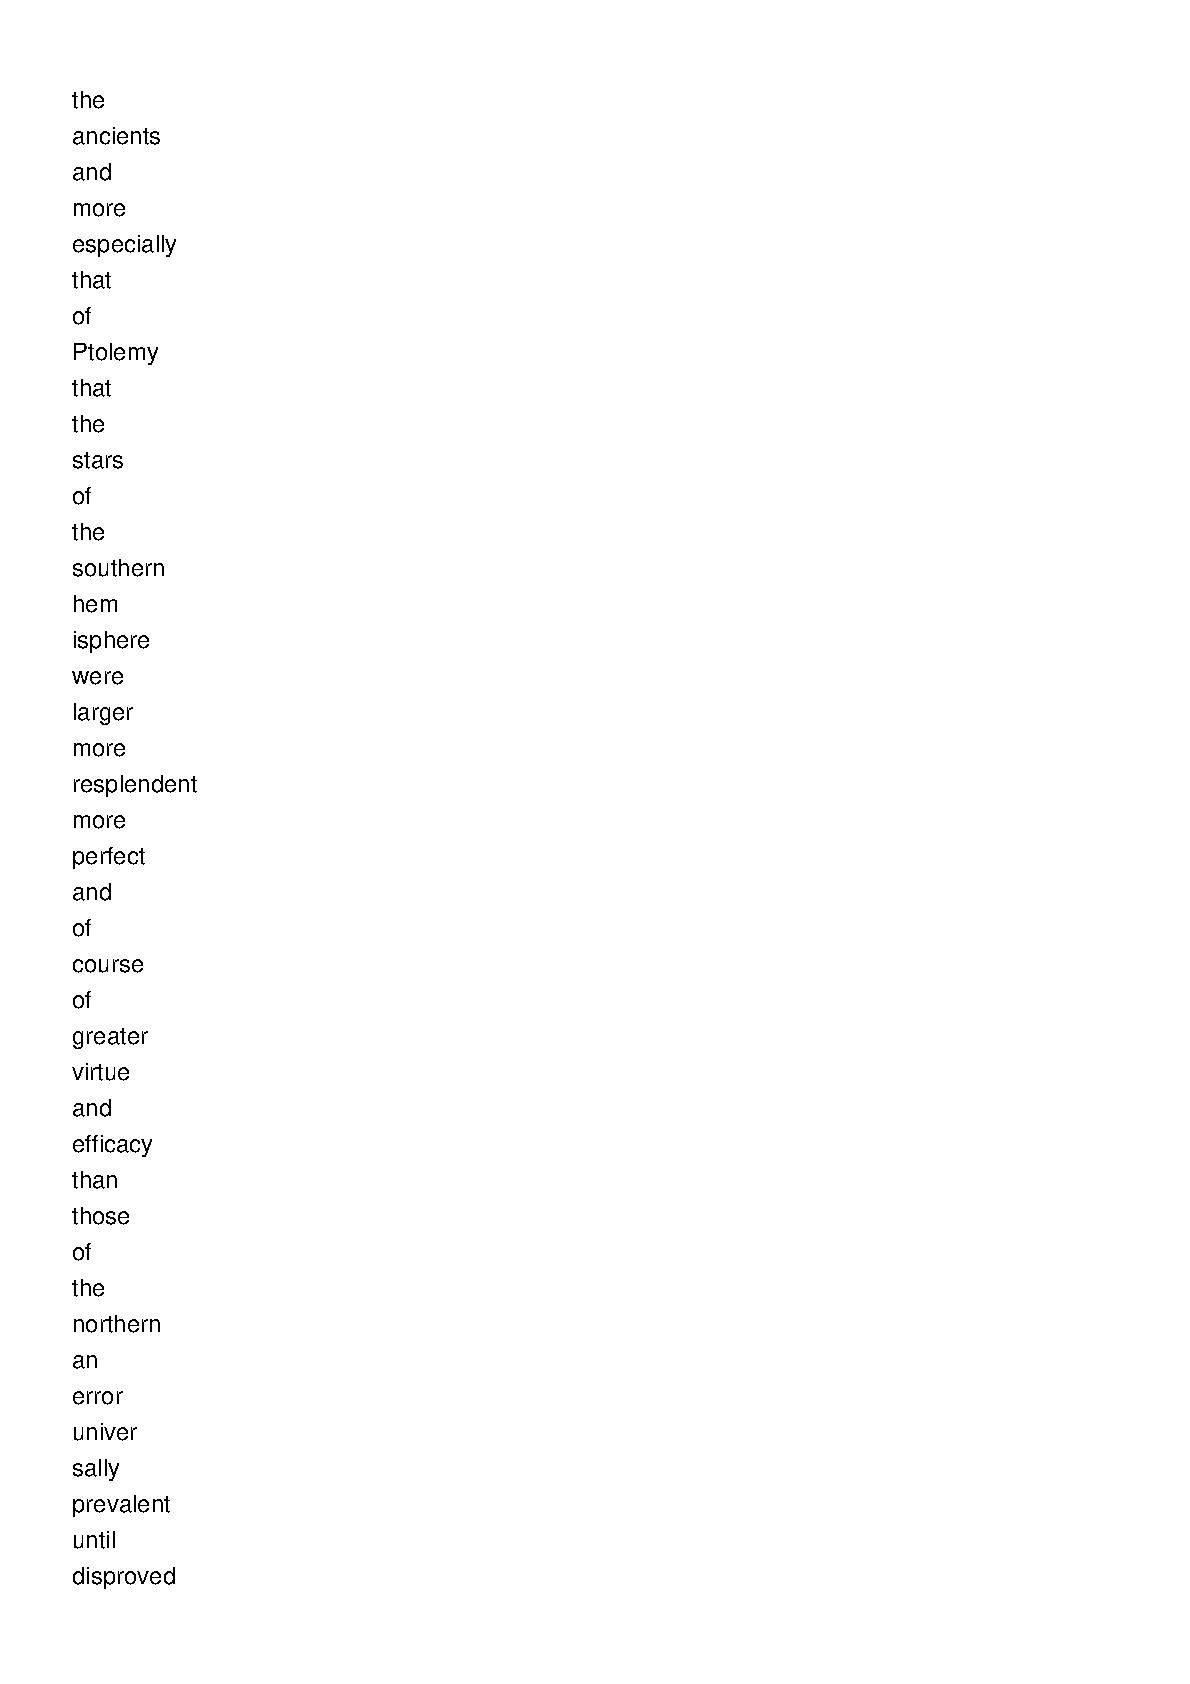 the
ancients
and
more
especially
that
of
Ptolemy
that
the
stars
of
the
southern
hem
isphere
were
larger
more
resplendent
more
perfect
and
of
course
of
greater
virtue
and
efficacy
than
those
of
the
northern
an
error
univer
sally
prevalent
until
disproved